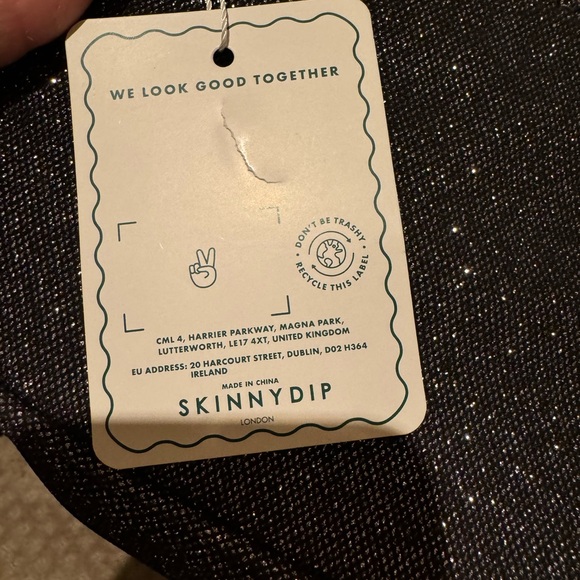 WE LOOK GOOD TOGETHER
• DON'T BE TRASHY •
RECYCLE THIS LABEL
CML 4, HARRIER PARKWAY, MAGNA PARK,
LUTTERWORTH, LE17 4XT, UNITED KINGDOM
EU ADDRESS: 20 HARCOURT STREET, DUBLIN, D02 H364
IRELAND
MADE IN CHINA
SKINNYDIP
LONDON